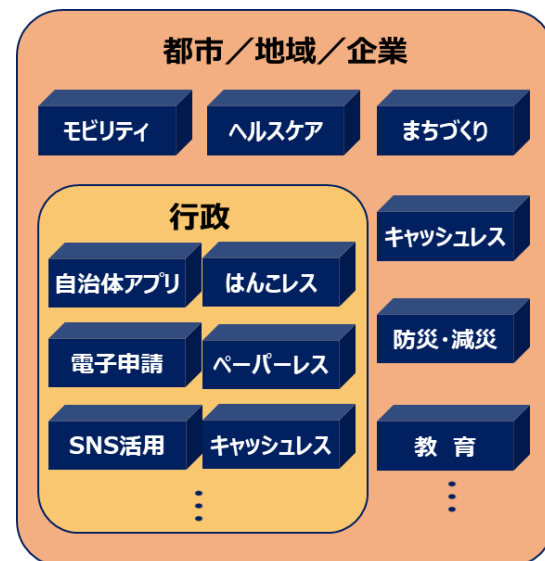 都市／地域／企業
モビリティ
ヘルスケア
まちづくり
行政
キャッシュレス
自治体アプリ
はんこレス
防災・減災
電子申請
ペーパーレス
SNS活用
キャッシュレス
教 育
⋮
⋮